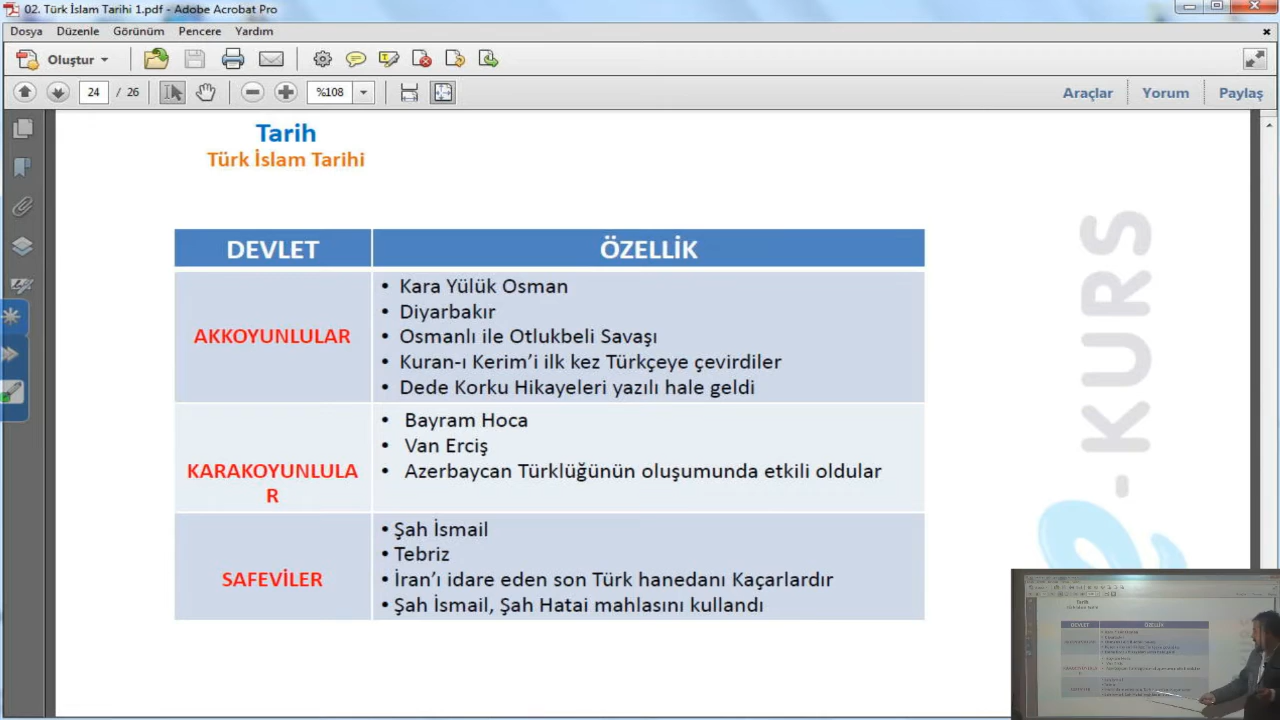 02. Türk İslam Tarihi 1.pdf - Adobe Acrobat Pro
Dosya Düzenle Görünüm Pencere Yardım
Oluştur
24 / 26 %108 Araçlar Yorum Paylaş
Tarih
Türk İslam Tarihi
DEVLET ÖZELLİK
AKKOYUNLULAR
• Kara Yülük Osman
• Diyarbakır
• Osmanlı ile Otlukbeli Savaşı
• Kuran-ı Kerim’i ilk kez Türkçeye çevirdiler
• Dede Korku Hikayeleri yazılı hale geldi
KARAKOYUNLULA
R
• Bayram Hoca
• Van Erciş
• Azerbaycan Türklüğünün oluşumunda etkili oldular
SAFEVİLER
• Şah İsmail
• Tebriz
• İran’ı idare eden son Türk hanedanı Kaçarlardır
• Şah İsmail, Şah Hatai mahlasını kullandı
e-KURS